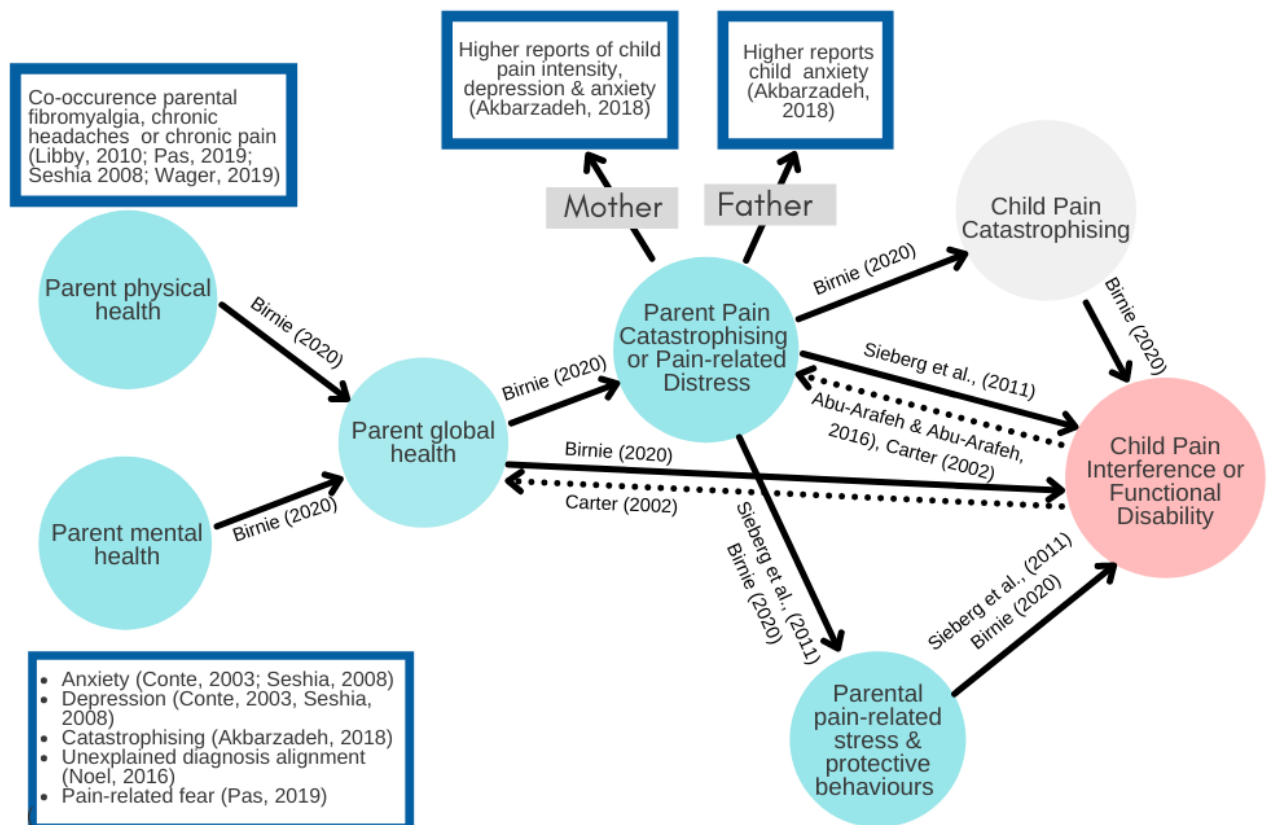 Higher reports of child
pain intensity,
depression & anxiety
(Akbarzadeh, 2018)
Higher reports
child anxiety
(Akbarzadeh,
2018)
Co-occurence parental
fibromyalgia, chronic
headaches or chronic pain
(Libby, 2010; Pas, 2019;
Seshia 2008; Wager, 2019)
Mother
Father
Child Pain
Catastrophising
Parent physical
health
Birnie (2020)
Parent Pain
Catastrophising
or Pain-related
Distress
Birnie (2020)
Birnie (2020)
Sieberg et al., (2011)
Abu-Arafeh & Abu-Arafeh,
2016), Carter (2002)
Birnie (2020)
Parent global
health
Birnie (2020)
Carter (2002)
Child Pain
Interference or
Functional
Disability
Parent mental
health
Birnie (2020)
Sieberg et al., (2011)
Birnie (2020)
Sieberg et al., (2011)
Birnie (2020)
Parental
pain-related
stress &
protective
behaviours
• Anxiety (Conte, 2003; Seshia, 2008)
• Depression (Conte, 2003, Seshia,
2008)
• Catastrophising (Akbarzadeh, 2018)
• Unexplained diagnosis alignment
(Noel, 2016)
• Pain-related fear (Pas, 2019)
(